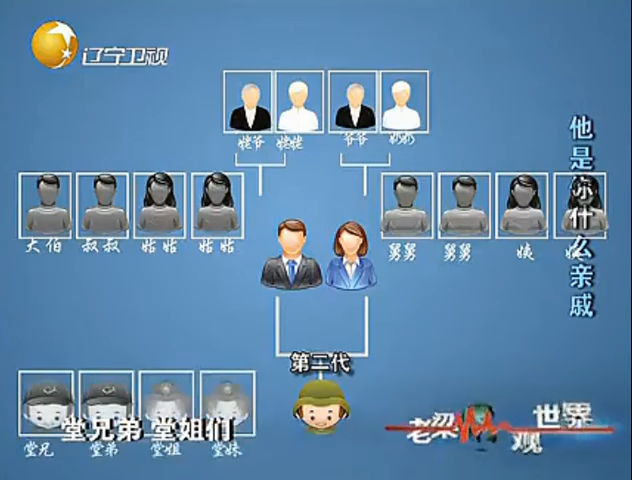 辽宁卫视
姥爷 姥姥 爷爷 奶奶
他是你什么亲戚
大伯 叔叔 姑姑 姑姑
舅舅 舅舅 姨
第二代
堂兄弟 堂姐们
堂兄 堂弟 堂姐 堂妹
老梁观世界